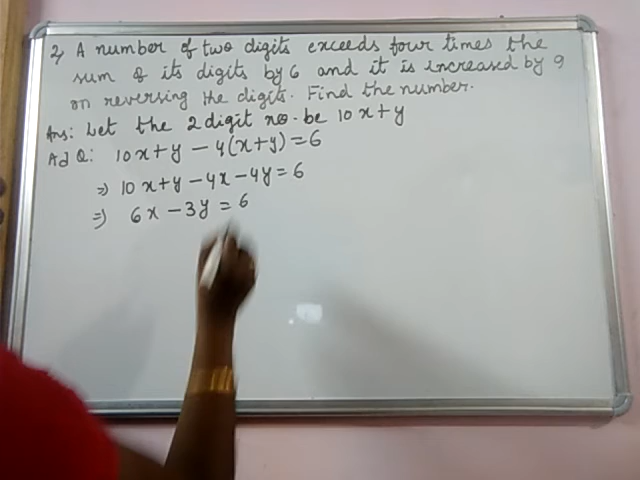 2, A number of two digits exceeds four times the
sum of its digits by 6 and it is increased by 9
on reversing the digits. Find the number.
Ans: Let the 2 digit no. be 10x+y
AdQ: 10x+y - 4(x+y) = 6
⇒ 10x+y-4x-4y=6
⇒ 6x-3y=6